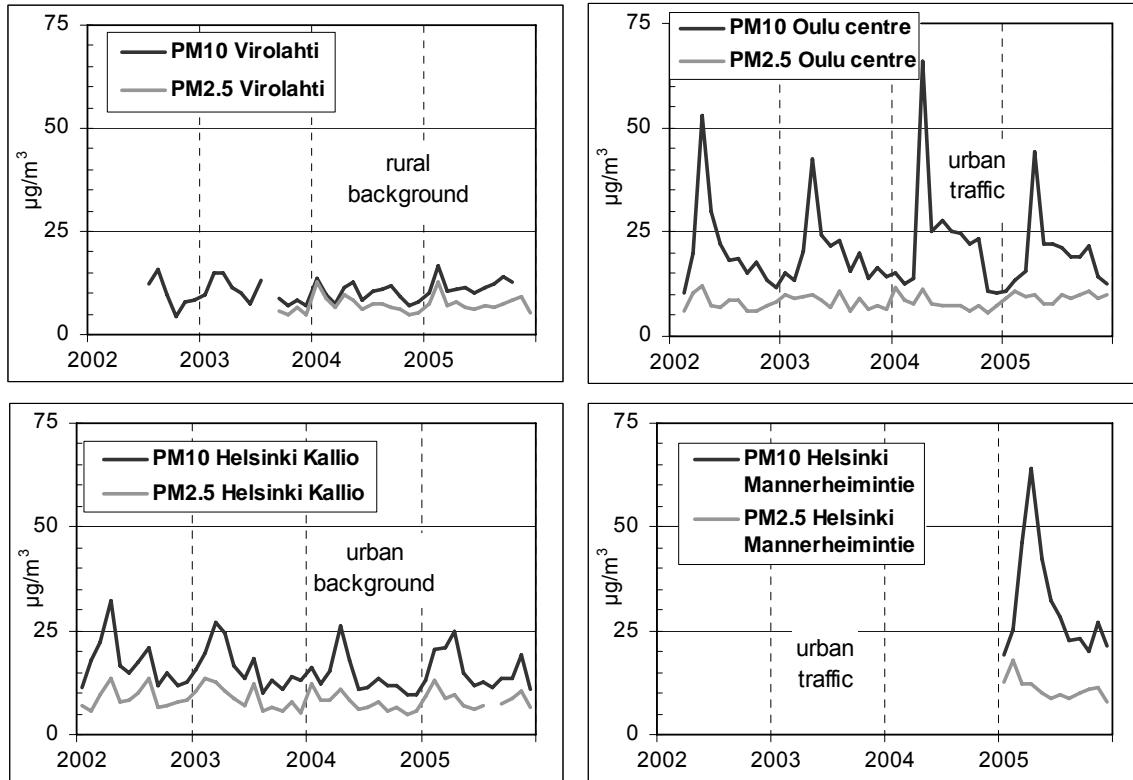 75
50
25
0
µg/m³
PM10 Virolahti
PM2.5 Virolahti
rural
background
2002 2003 2004 2005
75
50
25
0
µg/m³
PM10 Oulu centre
PM2.5 Oulu centre
urban
traffic
2002 2003 2004 2005
75
50
25
0
µg/m³
PM10 Helsinki Kallio
PM2.5 Helsinki Kallio
urban
background
2002 2003 2004 2005
75
50
25
0
µg/m³
PM10 Helsinki
Mannerheimintie
PM2.5 Helsinki
Mannerheimintie
urban
traffic
2002 2003 2004 2005